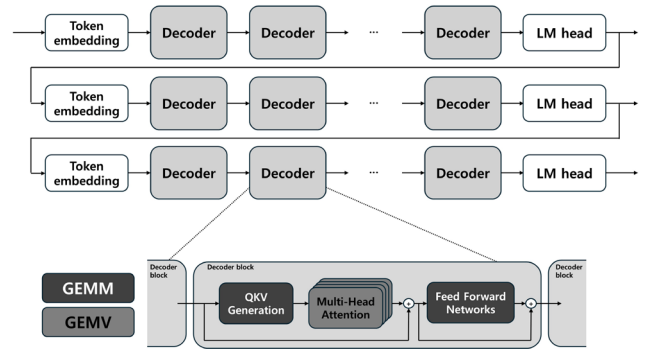 Token
embedding
Decoder
Decoder
...
Decoder
LM head
Token
embedding
Decoder
Decoder
...
Decoder
LM head
Token
embedding
Decoder
Decoder
...
Decoder
LM head
Decoder
block
Decoder block
Decoder
block
GEMM
GEMV
QKV
Generation
Multi-Head
Attention
+
Feed Forward
Networks
+